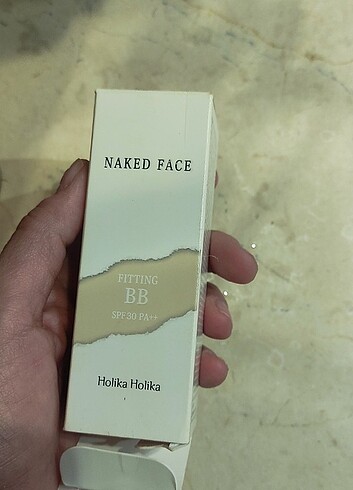 NAKED FACE
FITTING
BB
SPF30 PA++
Holika Holika